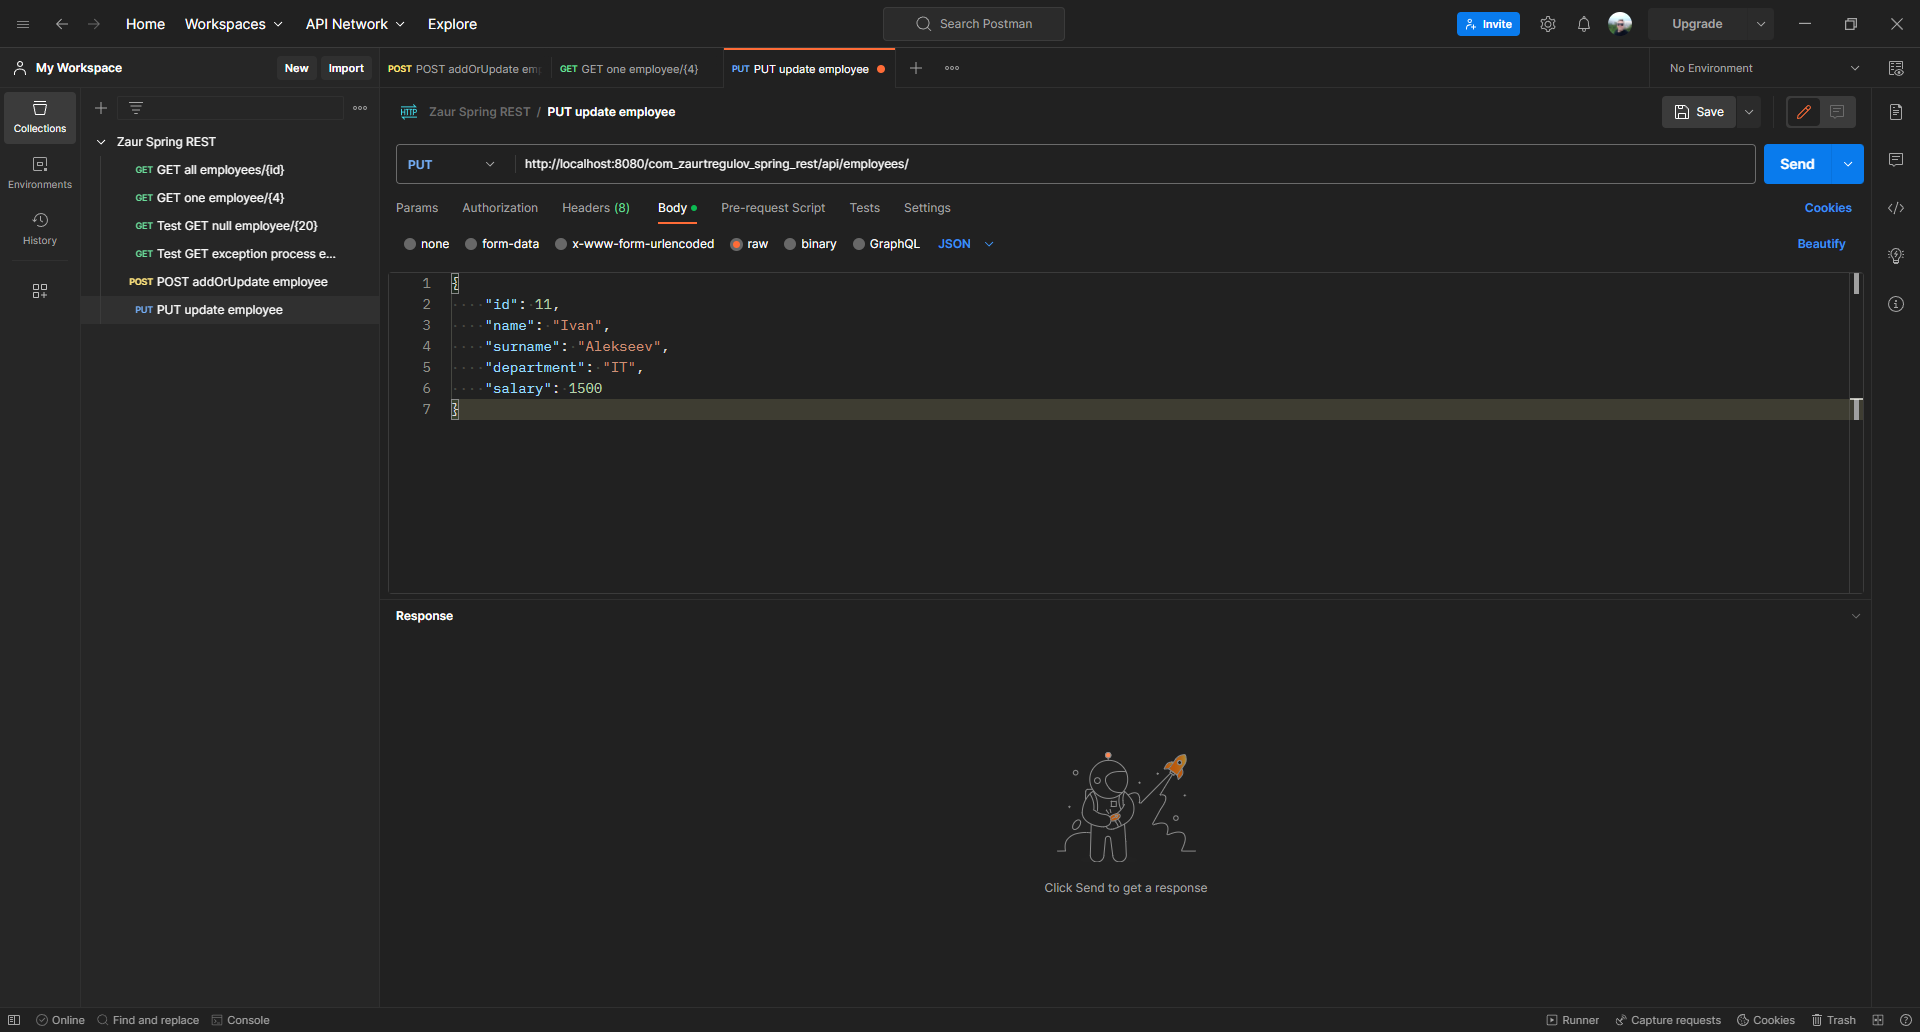 Home Workspaces API Network Explore Search Postman Invite Upgrade
My Workspace New Import POST POST addOrUpdate em GET GET one employee/{4} PUT PUT update employee No Environment
Collections
Environments
History
Zaur Spring REST
GET GET all employees/{id}
GET GET one employee/{4}
GET Test GET null employee/{20}
GET Test GET exception process e...
POST POST addOrUpdate employee
PUT PUT update employee
HTTP Zaur Spring REST / PUT update employee Save
PUT http://localhost:8080/com_zaurtregulov_spring_rest/api/employees/ Send
Params Authorization Headers (8) Body Pre-request Script Tests Settings Cookies
none form-data x-www-form-urlencoded raw binary GraphQL JSON Beautify
1 {
2 "id": 11,
3 "name": "Ivan",
4 "surname": "Alekseev",
5 "department": "IT",
6 "salary": 1500
7 }
Response
Click Send to get a response
Online Find and replace Console Runner Capture requests Cookies Trash